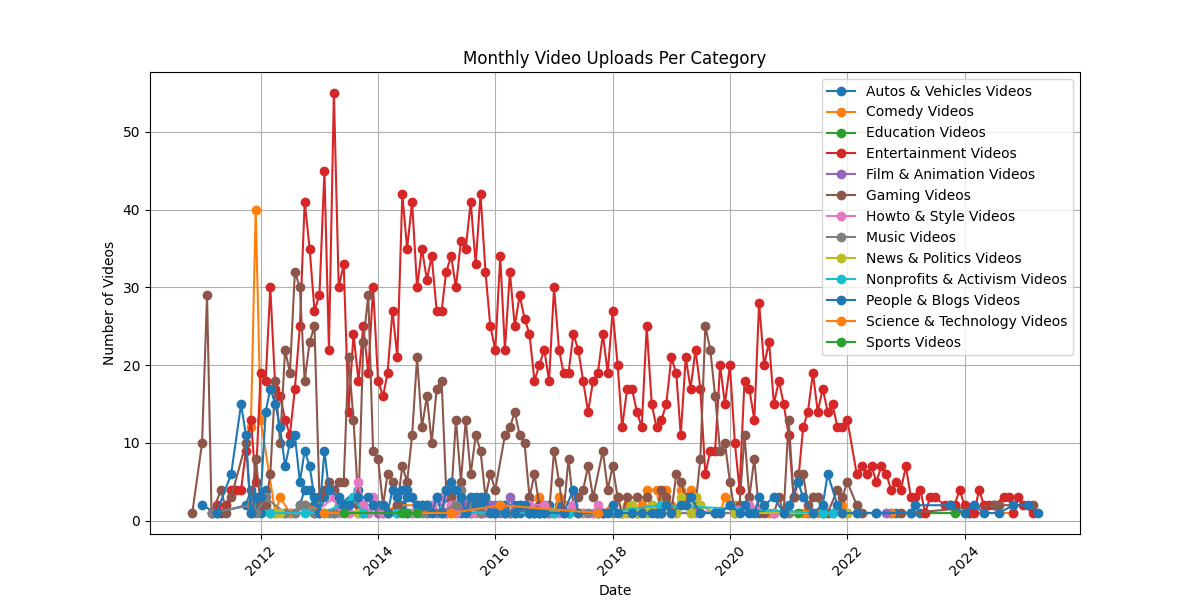 Monthly Video Uploads Per Category
Number of Videos
50
40
30
20
10
0
Autos & Vehicles Videos
Comedy Videos
Education Videos
Entertainment Videos
Film & Animation Videos
Gaming Videos
Howto & Style Videos
Music Videos
News & Politics Videos
Nonprofits & Activism Videos
People & Blogs Videos
Science & Technology Videos
Sports Videos
2012
2014
2016
2018
2020
2022
2024
Date